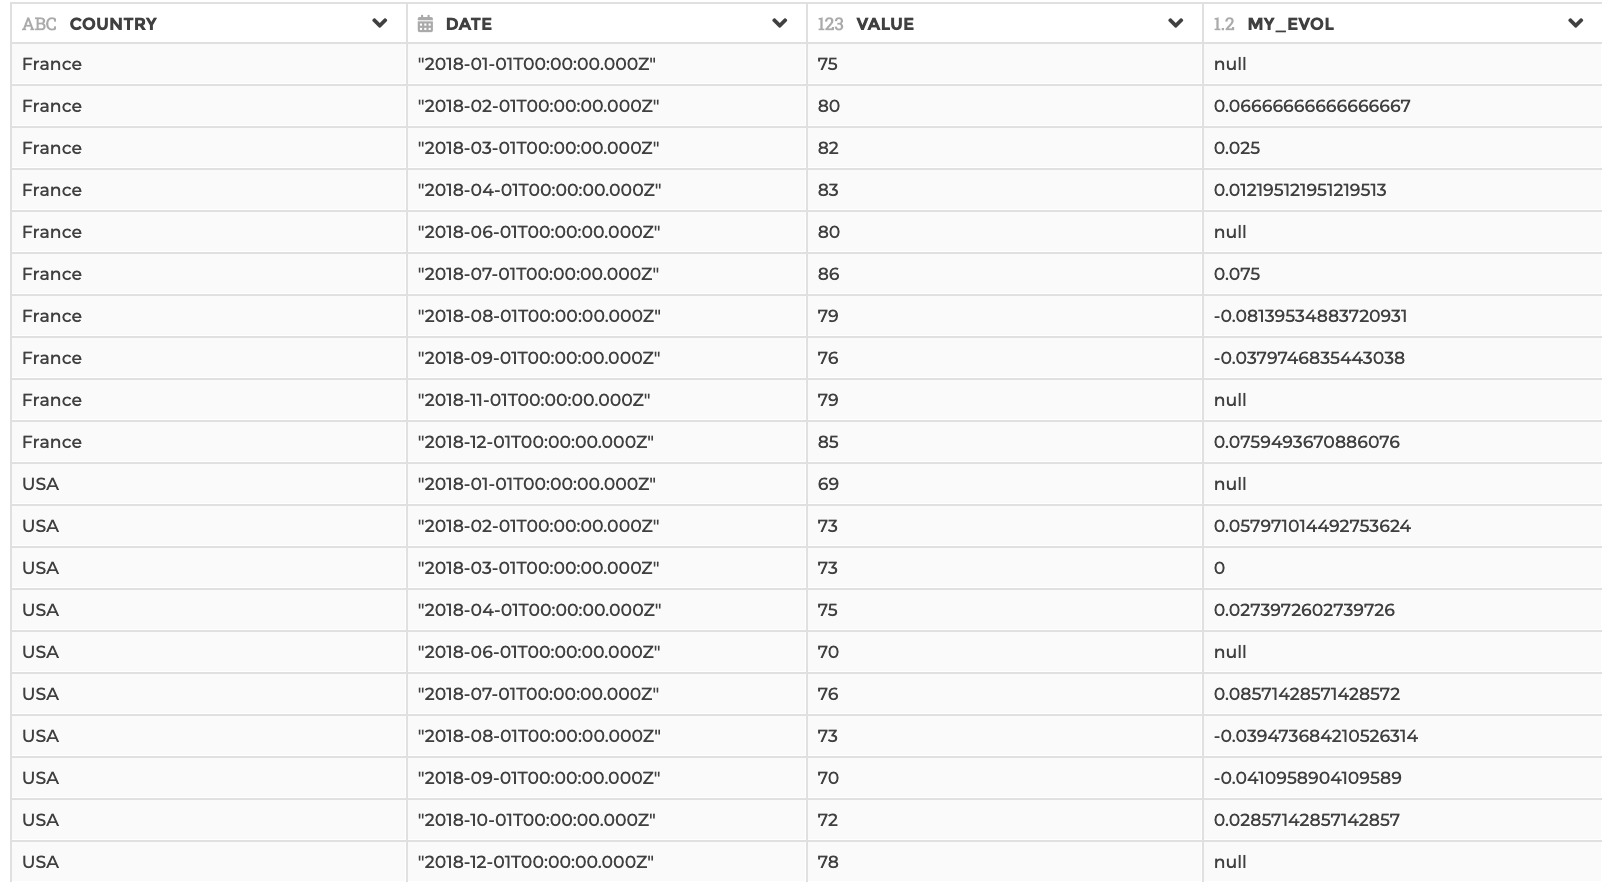 ABC COUNTRY DATE 123 VALUE 1.2 MY_EVOL
France "2018-01-01T00:00:00.000Z" 75 null
France "2018-02-01T00:00:00.000Z" 80 0.06666666666666667
France "2018-03-01T00:00:00.000Z" 82 0.025
France "2018-04-01T00:00:00.000Z" 83 0.012195121951219513
France "2018-06-01T00:00:00.000Z" 80 null
France "2018-07-01T00:00:00.000Z" 86 0.075
France "2018-08-01T00:00:00.000Z" 79 -0.08139534883720931
France "2018-09-01T00:00:00.000Z" 76 -0.0379746835443038
France "2018-11-01T00:00:00.000Z" 79 null
France "2018-12-01T00:00:00.000Z" 85 0.0759493670886076
USA "2018-01-01T00:00:00.000Z" 69 null
USA "2018-02-01T00:00:00.000Z" 73 0.057971014492753624
USA "2018-03-01T00:00:00.000Z" 73 0
USA "2018-04-01T00:00:00.000Z" 75 0.0273972602739726
USA "2018-06-01T00:00:00.000Z" 70 null
USA "2018-07-01T00:00:00.000Z" 76 0.08571428571428572
USA "2018-08-01T00:00:00.000Z" 73 -0.039473684210526314
USA "2018-09-01T00:00:00.000Z" 70 -0.0410958904109589
USA "2018-10-01T00:00:00.000Z" 72 0.02857142857142857
USA "2018-12-01T00:00:00.000Z" 78 null